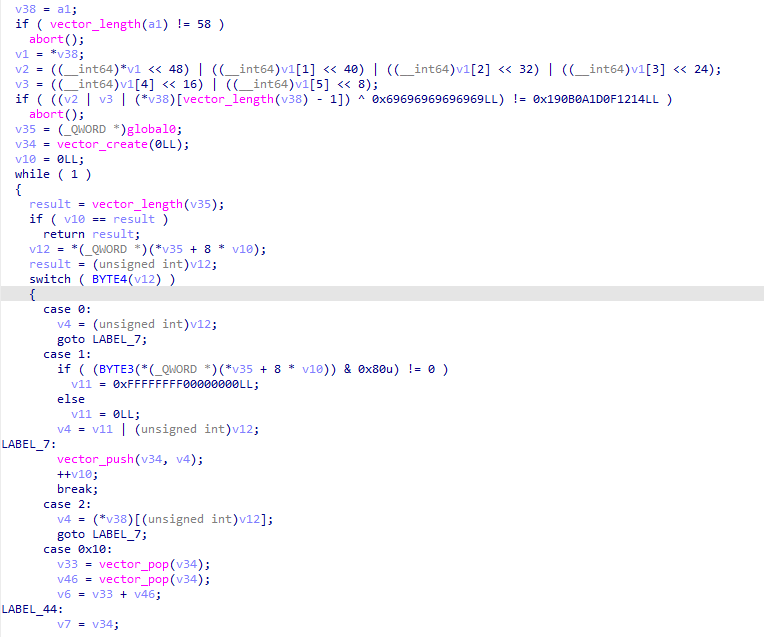 v38 = a1;
if ( vector_length(a1) != 58 )
abort();
v1 = *v38;
v2 = ((__int64)*v1 << 48) | ((__int64)v1[1] << 40) | ((__int64)v1[2] << 32) | ((__int64)v1[3] << 24);
v3 = ((__int64)v1[4] << 16) | ((__int64)v1[5] << 8);
if ( ((v2 | v3 | (*v38)[vector_length(v38) - 1]) ^ 0x69696969696969LL) != 0x190B0A1D0F1214LL )
abort();
v35 = (_QWORD *)global0;
v34 = vector_create(0LL);
v10 = 0LL;
while ( 1 )
{
result = vector_length(v35);
if ( v10 == result )
return result;
v12 = *(_QWORD *)(*v35 + 8 * v10);
result = (unsigned int)v12;
switch ( BYTE4(v12) )
{
case 0:
v4 = (unsigned int)v12;
goto LABEL_7;
case 1:
if ( (BYTE3(*(_QWORD *)(*v35 + 8 * v10)) & 0x80u) != 0 )
v11 = 0xFFFFFFFF00000000LL;
else
v11 = 0LL;
v4 = v11 | (unsigned int)v12;
LABEL_7:
vector_push(v34, v4);
++v10;
break;
case 2:
v4 = (*v38)[(unsigned int)v12];
goto LABEL_7;
case 0x10:
v33 = vector_pop(v34);
v46 = vector_pop(v34);
v6 = v33 + v46;
LABEL_44:
v7 = v34;